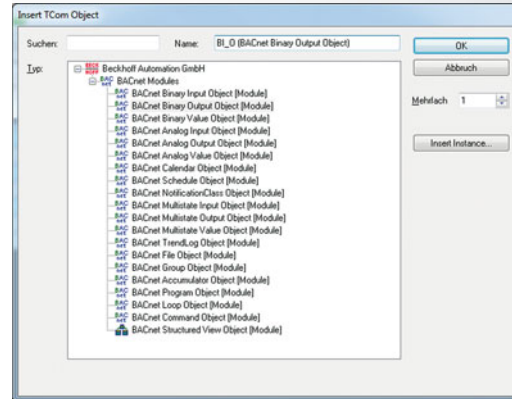 Insert TCom Object
Suchen: Name: BI_O (BACnet Binary Output Object) OK
Typ: Beckhoff Automation GmbH Abbruch
BACnet Modules
BACnet Binary Input Object [Module] Mehrfach 1
BACnet Binary Output Object [Module]
BACnet Binary Value Object [Module]
BACnet Analog Input Object [Module] Insert Instance...
BACnet Analog Output Object [Module]
BACnet Analog Value Object [Module]
BACnet Calendar Object [Module]
BACnet Schedule Object [Module]
BACnet NotificationClass Object [Module]
BACnet Multistate Input Object [Module]
BACnet Multistate Output Object [Module]
BACnet Multistate Value Object [Module]
BACnet TrendLog Object [Module]
BACnet File Object [Module]
BACnet Group Object [Module]
BACnet Accumulator Object [Module]
BACnet Program Object [Module]
BACnet Loop Object [Module]
BACnet Command Object [Module]
BACnet Structured View Object [Module]